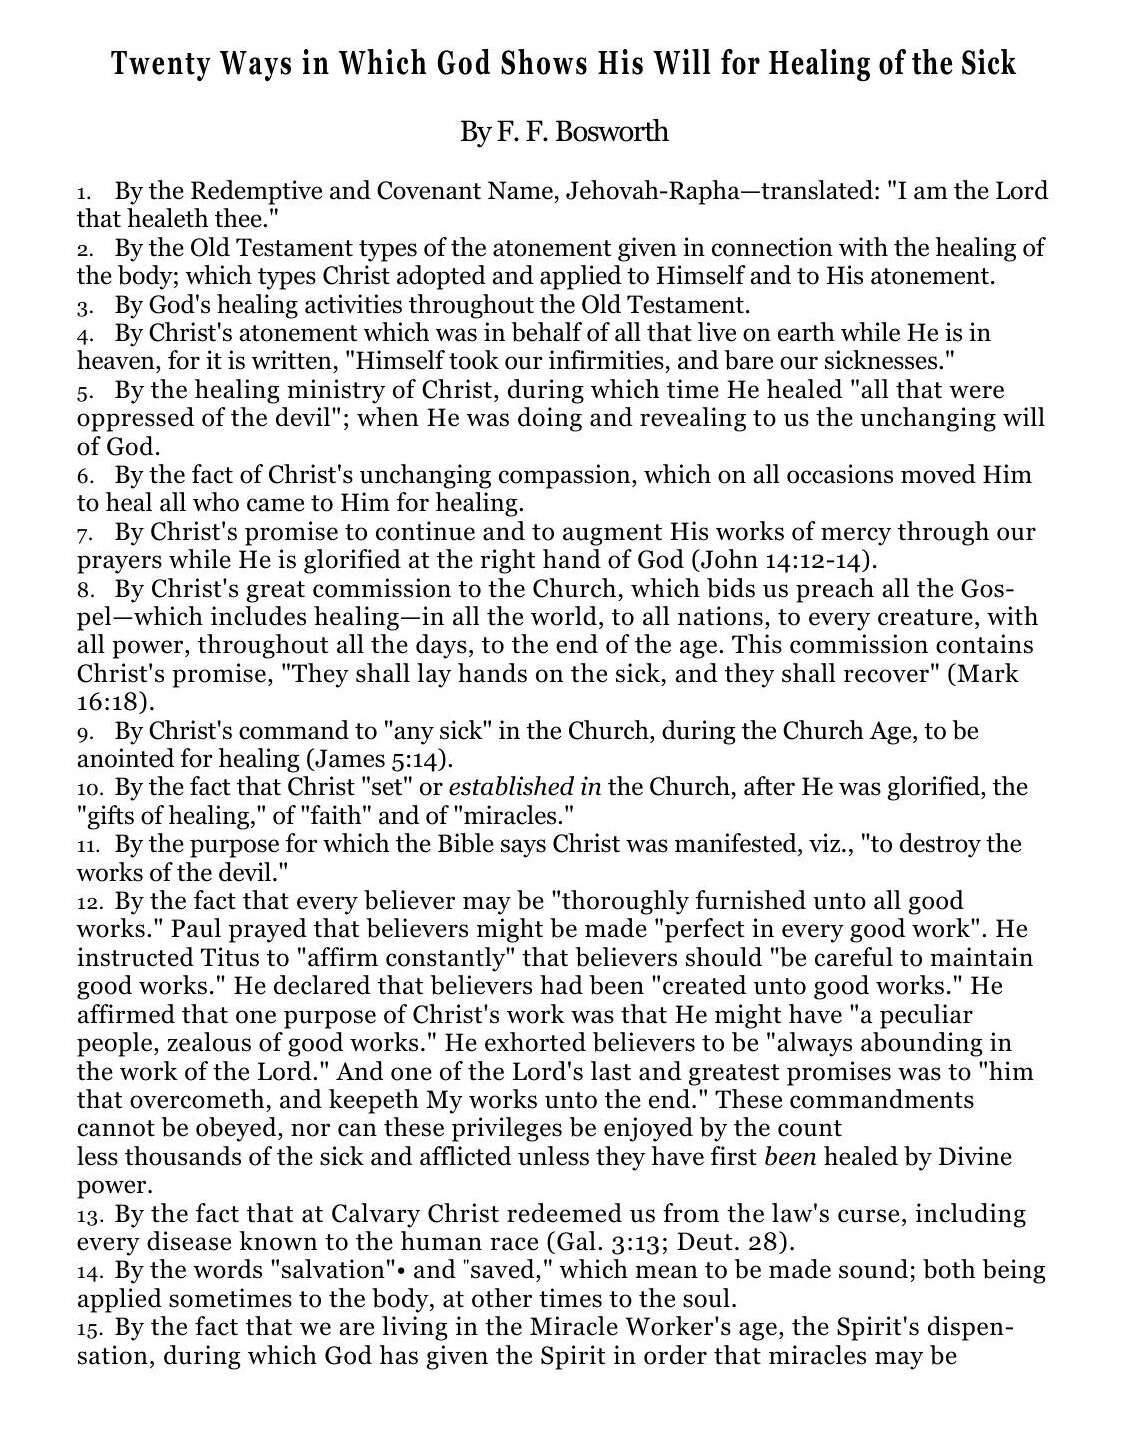 Twenty Ways in Which God Shows His Will for Healing of the Sick
By F. F. Bosworth
1. By the Redemptive and Covenant Name, Jehovah-Rapha—translated: "I am the Lord
that healeth thee."
2. By the Old Testament types of the atonement given in connection with the healing of
the body; which types Christ adopted and applied to Himself and to His atonement.
3. By God's healing activities throughout the Old Testament.
4. By Christ's atonement which was in behalf of all that live on earth while He is in
heaven, for it is written, "Himself took our infirmities, and bare our sicknesses."
5. By the healing ministry of Christ, during which time He healed "all that were
oppressed of the devil"; when He was doing and revealing to us the unchanging will
of God.
6. By the fact of Christ's unchanging compassion, which on all occasions moved Him
to heal all who came to Him for healing.
7. By Christ's promise to continue and to augment His works of mercy through our
prayers while He is glorified at the right hand of God (John 14:12-14).
8. By Christ's great commission to the Church, which bids us preach all the Gos-
pel—which includes healing—in all the world, to all nations, to every creature, with
all power, throughout all the days, to the end of the age. This commission contains
Christ's promise, "They shall lay hands on the sick, and they shall recover" (Mark
16:18).
9. By Christ's command to "any sick" in the Church, during the Church Age, to be
anointed for healing (James 5:14).
10. By the fact that Christ "set" or established in the Church, after He was glorified, the
"gifts of healing," of "faith" and of "miracles."
11. By the purpose for which the Bible says Christ was manifested, viz., "to destroy the
works of the devil."
12. By the fact that every believer may be "thoroughly furnished unto all good
works." Paul prayed that believers might be made "perfect in every good work". He
instructed Titus to "affirm constantly" that believers should "be careful to maintain
good works." He declared that believers had been "created unto good works." He
affirmed that one purpose of Christ's work was that He might have "a peculiar
people, zealous of good works." He exhorted believers to be "always abounding in
the work of the Lord." And one of the Lord's last and greatest promises was to "him
that overcometh, and keepeth My works unto the end." These commandments
cannot be obeyed, nor can these privileges be enjoyed by the count
less thousands of the sick and afflicted unless they have first been healed by Divine
power.
13. By the fact that at Calvary Christ redeemed us from the law's curse, including
every disease known to the human race (Gal. 3:13; Deut. 28).
14. By the words "salvation"• and "saved," which mean to be made sound; both being
applied sometimes to the body, at other times to the soul.
15. By the fact that we are living in the Miracle Worker's age, the Spirit's dispen-
sation, during which God has given the Spirit in order that miracles may be